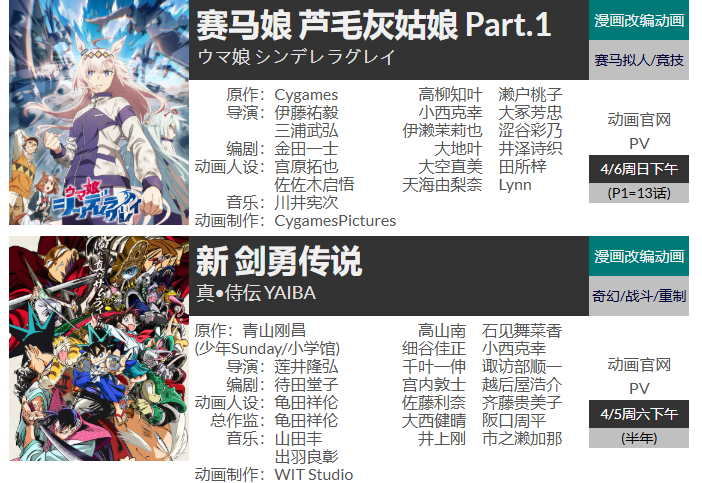 赛马娘 芦毛灰姑娘 Part.1
ウマ娘 シンデレラグレイ
漫画改编动画
赛马拟人/竞技
原作：Cygames
导演：伊藤祐毅
三浦武弘
编剧：金田一士
动画人设：宫原拓也
佐佐木启悟
音乐：川井宪次
动画制作：CygamesPictures
高柳知叶 濑户桃子
小西克幸 大冢芳忠
伊濑茉莉也 涩谷彩乃
大地叶 井泽诗织
大空直美 田所梓
天海由梨奈 Lynn
动画官网
PV
4/6周日下午
(P1=13话)
ウマ娘
シンデレラグレイ
新 剑勇传说
真•侍伝 YAIBA
漫画改编动画
奇幻/战斗/重制
原作：青山刚昌
(少年Sunday/小学馆)
导演：莲井隆弘
编剧：待田堂子
动画人设：龟田祥伦
总作监：龟田祥伦
音乐：山田丰
出羽良彰
动画制作：WIT Studio
高山南 石见舞菜香
细谷佳正 小西克幸
千叶一伸 诹访部顺一
宫内敦士 越后屋浩介
佐藤利奈 齐藤贵美子
大西健晴 阪口周平
井上刚 市之濑加那
动画官网
PV
4/5周六下午
(半年)